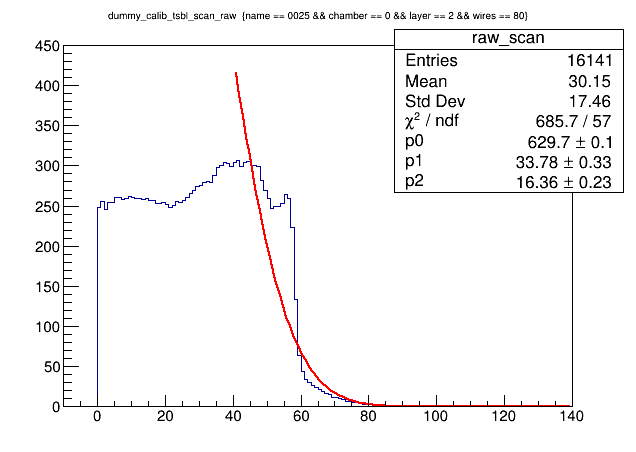 dummy_calib_tsbl_scan_raw {name == 0025 && chamber == 0 && layer == 2 && wires == 80}
raw_scan
Entries 16141
Mean 30.15
Std Dev 17.46
χ² / ndf 685.7 / 57
p0 629.7 ± 0.1
p1 33.78 ± 0.33
p2 16.36 ± 0.23
450
400
350
300
250
200
150
100
50
0
0 20 40 60 80 100 120 140